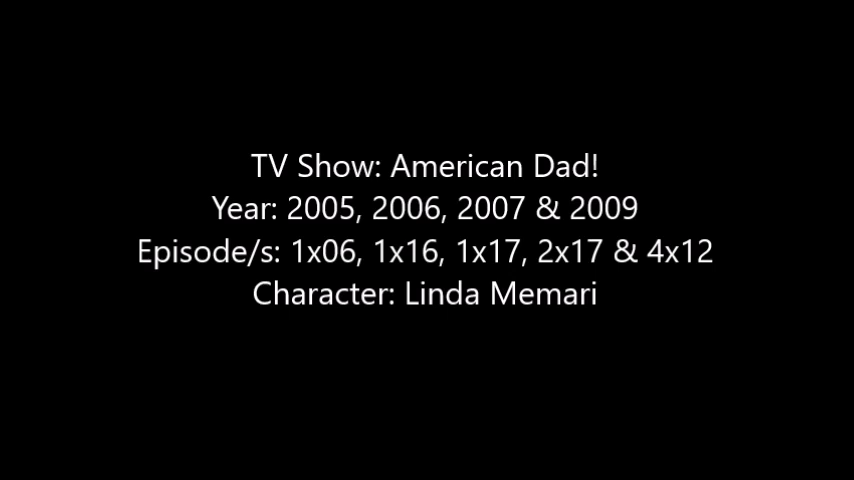 TV Show: American Dad!
Year: 2005, 2006, 2007 & 2009
Episode/s: 1x06, 1x16, 1x17, 2x17 & 4x12
Character: Linda Memari